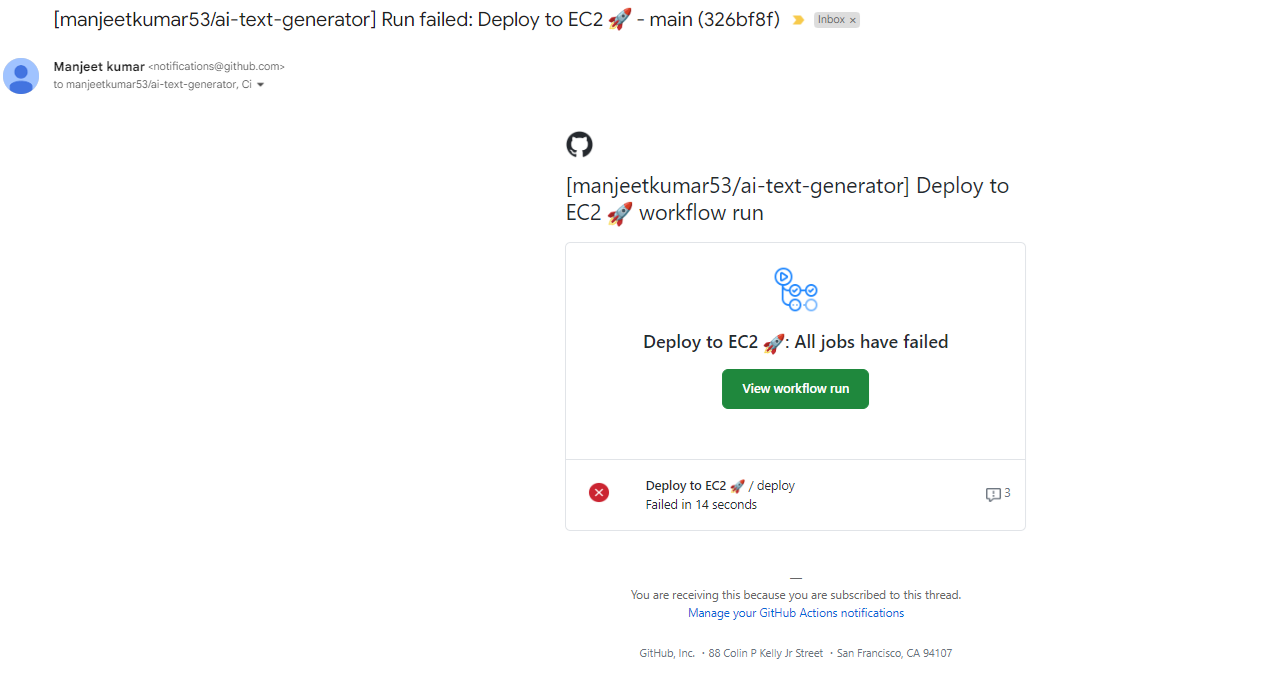 [manjeetkumar53/ai-text-generator] Run failed: Deploy to EC2 🚀 - main (326bf8f) Inbox ×
Manjeet kumar <notifications@github.com>
to manjeetkumar53/ai-text-generator, Ci
[manjeetkumar53/ai-text-generator] Deploy to
EC2 🚀 workflow run
Deploy to EC2 🚀: All jobs have failed
View workflow run
Deploy to EC2 🚀 / deploy
3
Failed in 14 seconds
—
You are receiving this because you are subscribed to this thread.
Manage your GitHub Actions notifications
GitHub, Inc. ・88 Colin P Kelly Jr Street ・San Francisco, CA 94107